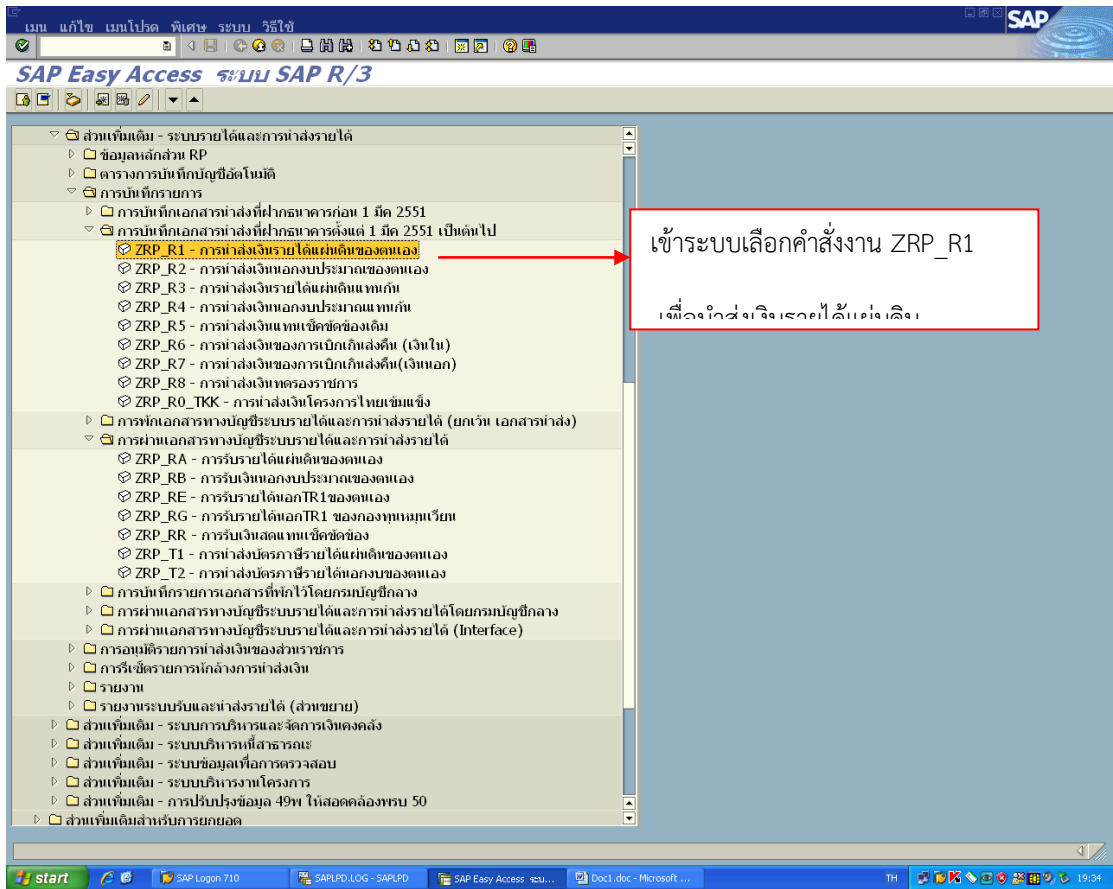 เมนู แก้ไข เมนูโปรด พิเศษ ระบบ วิธีใช้
SAP
SAP Easy Access ระบบ SAP R/3
ส่วนเพิ่มเติม - ระบบรายได้และการนำส่งรายได้
ข้อมูลหลักส่วน RP
ตารางการบันทึกบัญชีอัตโนมัติ
การบันทึกรายการ
การบันทึกเอกสารนำส่งที่ฝากธนาคารก่อน 1 มีค 2551
การบันทึกเอกสารนำส่งที่ฝากธนาคารตั้งแต่ 1 มีค 2551 เป็นต้นไป
ZRP_R1 - การนำส่งเงินรายได้แผ่นดินของตนเอง
ZRP_R2 - การนำส่งเงินนอกงบประมาณของตนเอง
ZRP_R3 - การนำส่งเงินรายได้แผ่นดินแทนกัน
ZRP_R4 - การนำส่งเงินนอกงบประมาณแทนกัน
ZRP_R5 - การนำส่งเงินแทนเช็คขัดข้องเดิม
ZRP_R6 - การนำส่งเงินของการเบิกเกินส่งคืน (เงินใน)
ZRP_R7 - การนำส่งเงินของการเบิกเกินส่งคืน(เงินนอก)
ZRP_R8 - การนำส่งเงินทดรองราชการ
ZRP_R0_TKK - การนำส่งเงินโครงการไทยเข้มแข็ง
การพักเอกสารทางบัญชีระบบรายได้และการนำส่งรายได้ (ยกเว้น เอกสารนำส่ง)
การผ่านเอกสารทางบัญชีระบบรายได้และการนำส่งรายได้
ZRP_RA - การรับรายได้แผ่นดินของตนเอง
ZRP_RB - การรับเงินนอกงบประมาณของตนเอง
ZRP_RE - การรับรายได้นอกTR1ของตนเอง
ZRP_RG - การรับรายได้นอกTR1 ของกองทุนหมุนเวียน
ZRP_RR - การรับเงินสดแทนเช็คขัดข้อง
ZRP_T1 - การนำส่งบัตรภาษีรายได้แผ่นดินของตนเอง
ZRP_T2 - การนำส่งบัตรภาษีรายได้นอกงบของตนเอง
การบันทึกรายการเอกสารที่พักไว้โดยกรมบัญชีกลาง
การผ่านเอกสารทางบัญชีระบบรายได้และการนำส่งรายได้โดยกรมบัญชีกลาง
การผ่านเอกสารทางบัญชีระบบรายได้และการนำส่งรายได้ (Interface)
การอนุมัติรายการนำส่งเงินของส่วนราชการ
การรีเซ็ตรายการหักล้างการนำส่งเงิน
รายงาน
รายงานระบบรับและนำส่งรายได้ (ส่วนขยาย)
ส่วนเพิ่มเติม - ระบบการบริหารและจัดการเงินคงคลัง
ส่วนเพิ่มเติม - ระบบบริหารหนี้สาธารณะ
ส่วนเพิ่มเติม - ระบบข้อมูลเพื่อการตรวจสอบ
ส่วนเพิ่มเติม - ระบบบริหารงานโครงการ
ส่วนเพิ่มเติม - การปรับปรุงข้อมูล 49พ ให้สอดคล้องพรบ 50
ส่วนเพิ่มเติมสำหรับการยกยอด
เข้าระบบเลือกคำสั่งงาน ZRP_R1
เพื่อนำส่งเงินรายได้แผ่นดิน
start SAP Logon 710 SAPLPD.LOG - SAPLPD SAP Easy Access ระบ... Doc1.doc - Microsoft ... TH 19:34